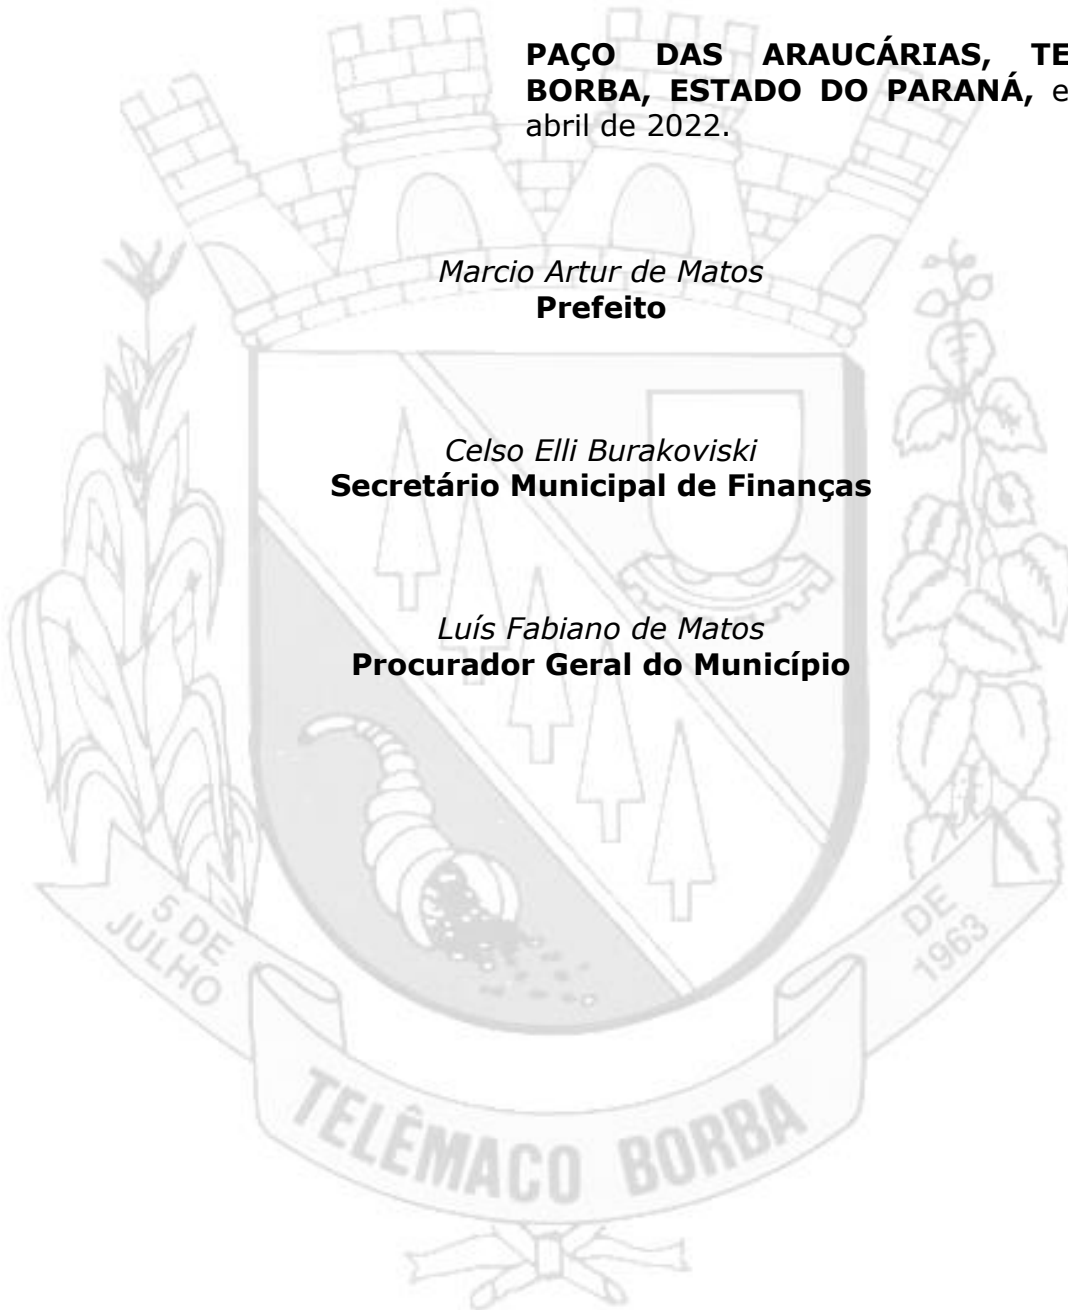 PAÇO DAS ARAUCÁRIAS, TE
BORBA, ESTADO DO PARANÁ, e
abril de 2022.
Marcio Artur de Matos
Prefeito
Celso Elli Burakoviski
Secretário Municipal de Finanças
Luís Fabiano de Matos
Procurador Geral do Município
5 DE
JULHO
DE
1963
TELÊMACO BORBA